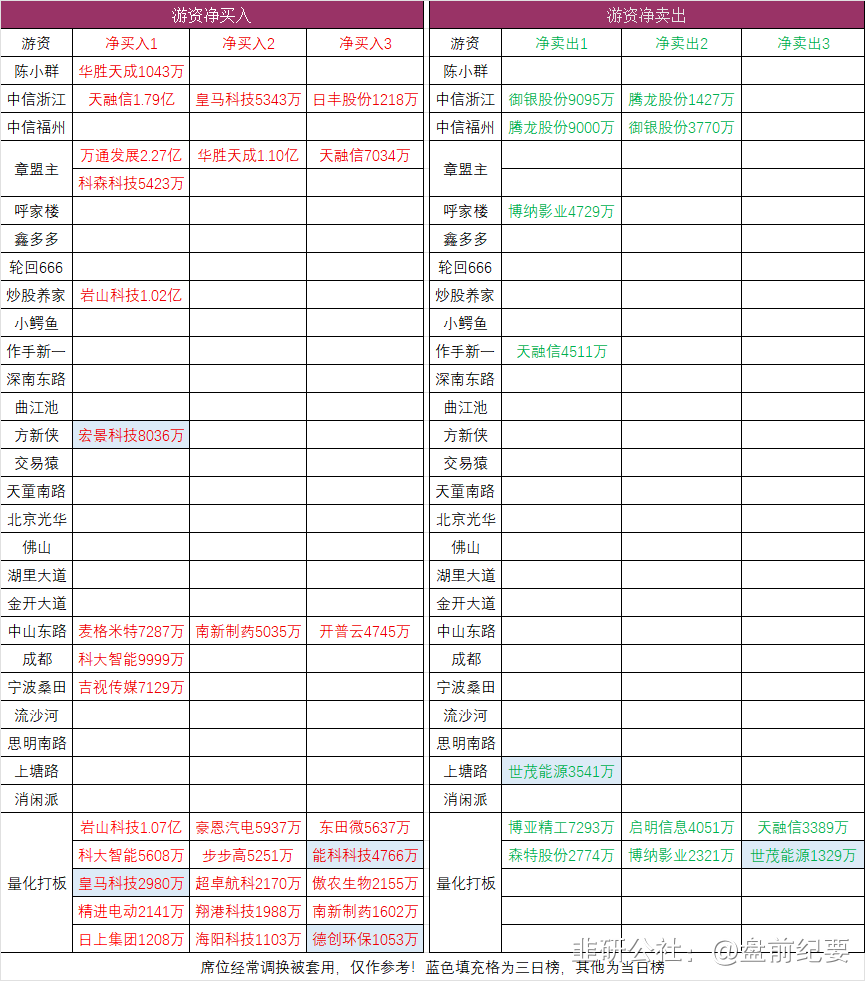 游资净买入 游资净卖出
游资 净买入1 净买入2 净买入3 游资 净卖出1 净卖出2 净卖出3
陈小群 华胜天成1043万 陈小群
中信浙江 天融信1.79亿 皇马科技5343万 日丰股份1218万 中信浙江 御银股份9095万 腾龙股份1427万
中信福州 中信福州 腾龙股份9000万 御银股份3770万
章盟主 万通发展2.27亿 华胜天成1.10亿 天融信7034万 章盟主
科森科技5423万
呼家楼 呼家楼 博纳影业4729万
鑫多多 鑫多多
轮回666 轮回666
炒股养家 岩山科技1.02亿 炒股养家
小鳄鱼 小鳄鱼
作手新一 作手新一 天融信4511万
深南东路 深南东路
曲江池 曲江池
方新侠 宏景科技8036万 方新侠
交易猿 交易猿
天童南路 天童南路
北京光华 北京光华
佛山 佛山
湖里大道 湖里大道
金开大道 金开大道
中山东路 麦格米特7287万 南新制药5035万 开普云4745万 中山东路
成都 科大智能9999万 成都
宁波桑田 吉视传媒7129万 宁波桑田
流沙河 流沙河
思明南路 思明南路
上塘路 上塘路 世茂能源3541万
消闲派 消闲派
量化打板 岩山科技1.07亿 豪恩汽电5937万 东田微5637万 量化打板 博亚精工7293万 启明信息4051万 天融信3389万
科大智能5608万 步步高5251万 能科科技4766万 森特股份2774万 博纳影业2321万 世茂能源1329万
皇马科技2980万 超卓航科2170万 傲农生物2155万
精进电动2141万 翔港科技1988万 南新制药1602万
日上集团1208万 海阳科技1103万 德创环保1053万
韭研公社：@盘前纪要
席位经常调换被套用，仅作参考！蓝色填充格为三日榜，其他为当日榜